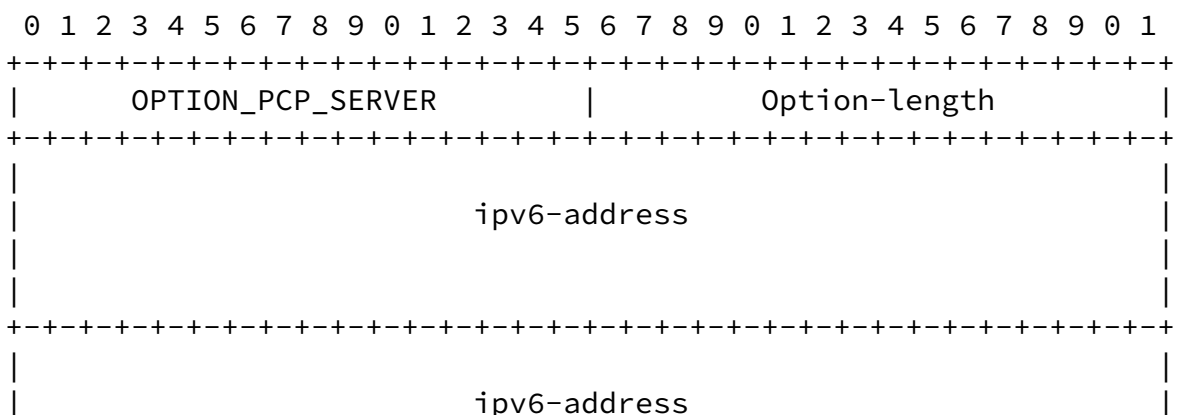 0 1 2 3 4 5 6 7 8 9 0 1 2 3 4 5 6 7 8 9 0 1 2 3 4 5 6 7 8 9 0 1
+-+-+-+-+-+-+-+-+-+-+-+-+-+-+-+-+-+-+-+-+-+-+-+-+-+-+-+-+-+-+-+-+
|      OPTION_PCP_SERVER        |         Option-length         |
+-+-+-+-+-+-+-+-+-+-+-+-+-+-+-+-+-+-+-+-+-+-+-+-+-+-+-+-+-+-+-+-+
|                                                               |
|                         ipv6-address                          |
|                                                               |
|                                                               |
+-+-+-+-+-+-+-+-+-+-+-+-+-+-+-+-+-+-+-+-+-+-+-+-+-+-+-+-+-+-+-+-+
|                                                               |
|                         ipv6-address                          |